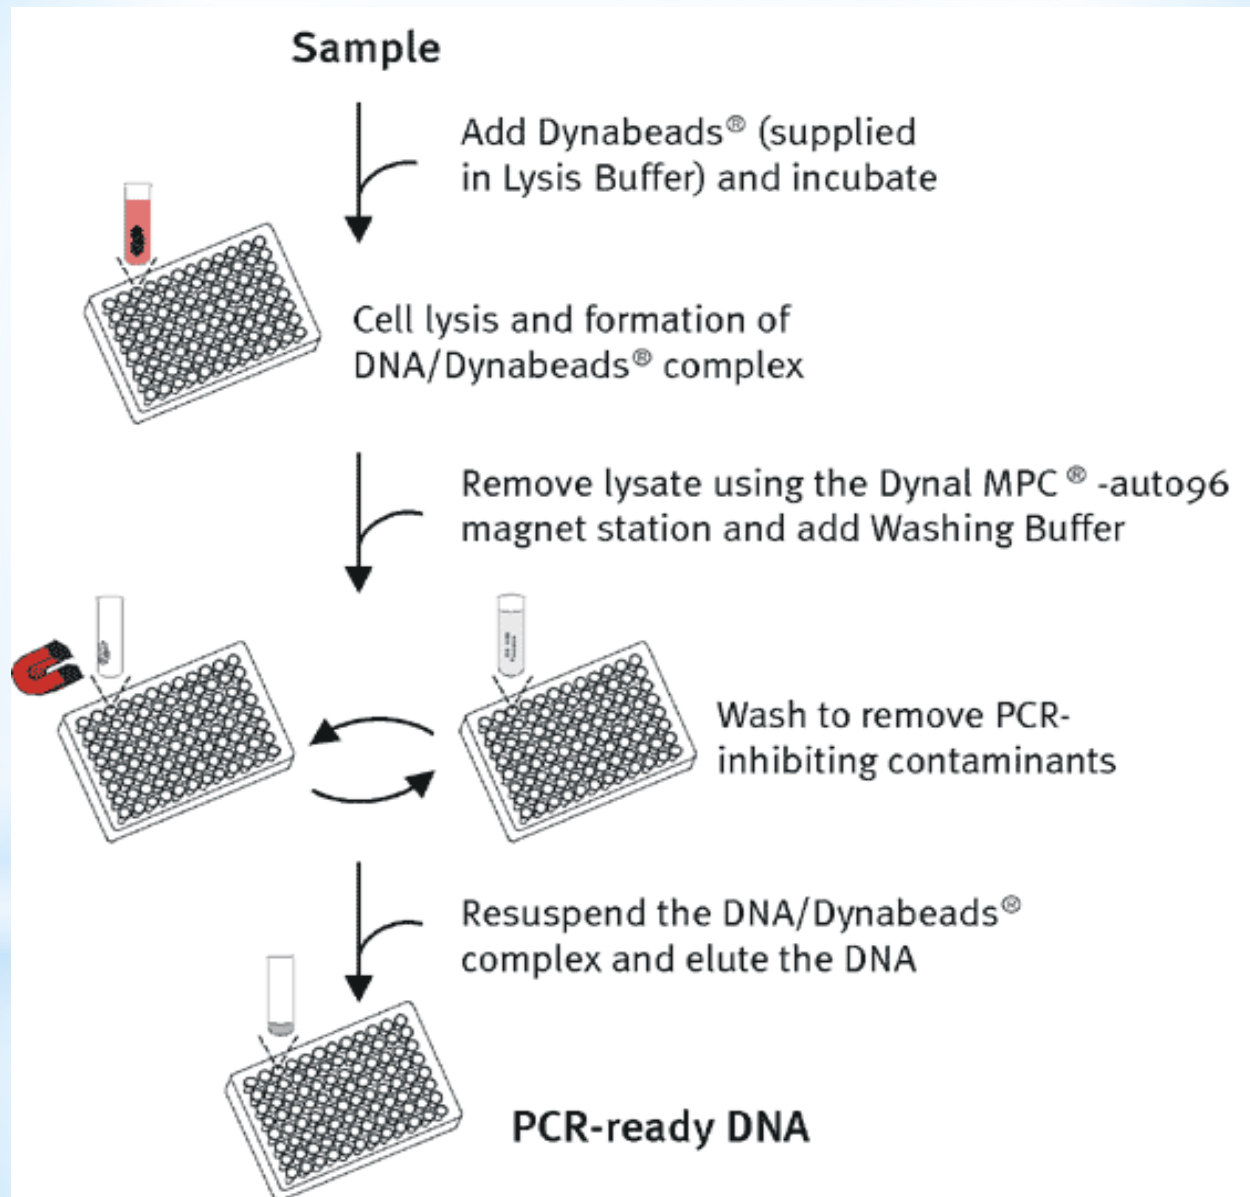 Sample
Add Dynabeads® (supplied
in Lysis Buffer) and incubate
Cell lysis and formation of
DNA/Dynabeads® complex
Remove lysate using the Dynal MPC® -auto96
magnet station and add Washing Buffer
Wash to remove PCR-
inhibiting contaminants
Resuspend the DNA/Dynabeads®
complex and elute the DNA
PCR-ready DNA